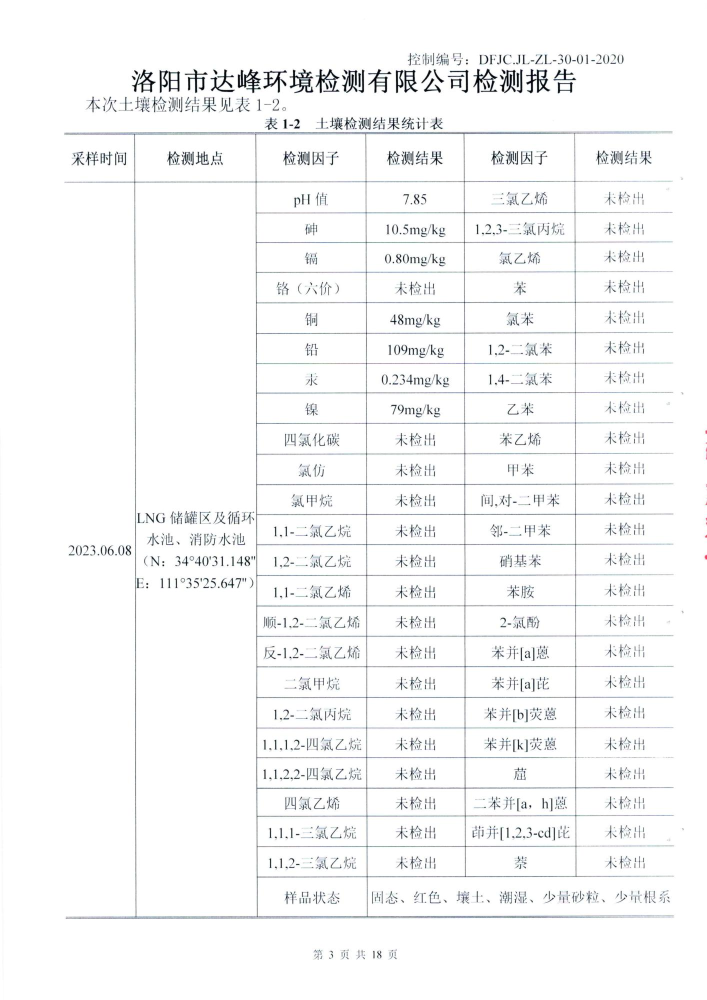 控制编号：DFJC.JL-ZL-30-01-2020
洛阳市达峰环境检测有限公司检测报告
本次土壤检测结果见表 1-2。
表 1-2 土壤检测结果统计表
采样时间 检测地点 检测因子 检测结果 检测因子 检测结果
pH 值 7.85 三氯乙烯 未检出
砷 10.5mg/kg 1,2,3-三氯丙烷 未检出
镉 0.80mg/kg 氯乙烯 未检出
铬（六价） 未检出 苯 未检出
铜 48mg/kg 氯苯 未检出
铅 109mg/kg 1,2-二氯苯 未检出
汞 0.234mg/kg 1,4-二氯苯 未检出
镍 79mg/kg 乙苯 未检出
四氯化碳 未检出 苯乙烯 未检出
氯仿 未检出 甲苯 未检出
氯甲烷 未检出 间,对-二甲苯 未检出
2023.06.08
LNG 储罐区及循环
水池、消防水池
（N：34°40'31.148"
E：111°35'25.647"）
1,1-二氯乙烷 未检出 邻-二甲苯 未检出
1,2-二氯乙烷 未检出 硝基苯 未检出
1,1-二氯乙烯 未检出 苯胺 未检出
顺-1,2-二氯乙烯 未检出 2-氯酚 未检出
反-1,2-二氯乙烯 未检出 苯并[a]蒽 未检出
二氯甲烷 未检出 苯并[a]芘 未检出
1,2-二氯丙烷 未检出 苯并[b]荧蒽 未检出
1,1,1,2-四氯乙烷 未检出 苯并[k]荧蒽 未检出
1,1,2,2-四氯乙烷 未检出 䓛 未检出
四氯乙烯 未检出 二苯并[a，h]蒽 未检出
1,1,1-三氯乙烷 未检出 茚并[1,2,3-cd]芘 未检出
1,1,2-三氯乙烷 未检出 萘 未检出
样品状态 固态、红色、壤土、潮湿、少量砂粒、少量根系
第 3 页 共 18 页